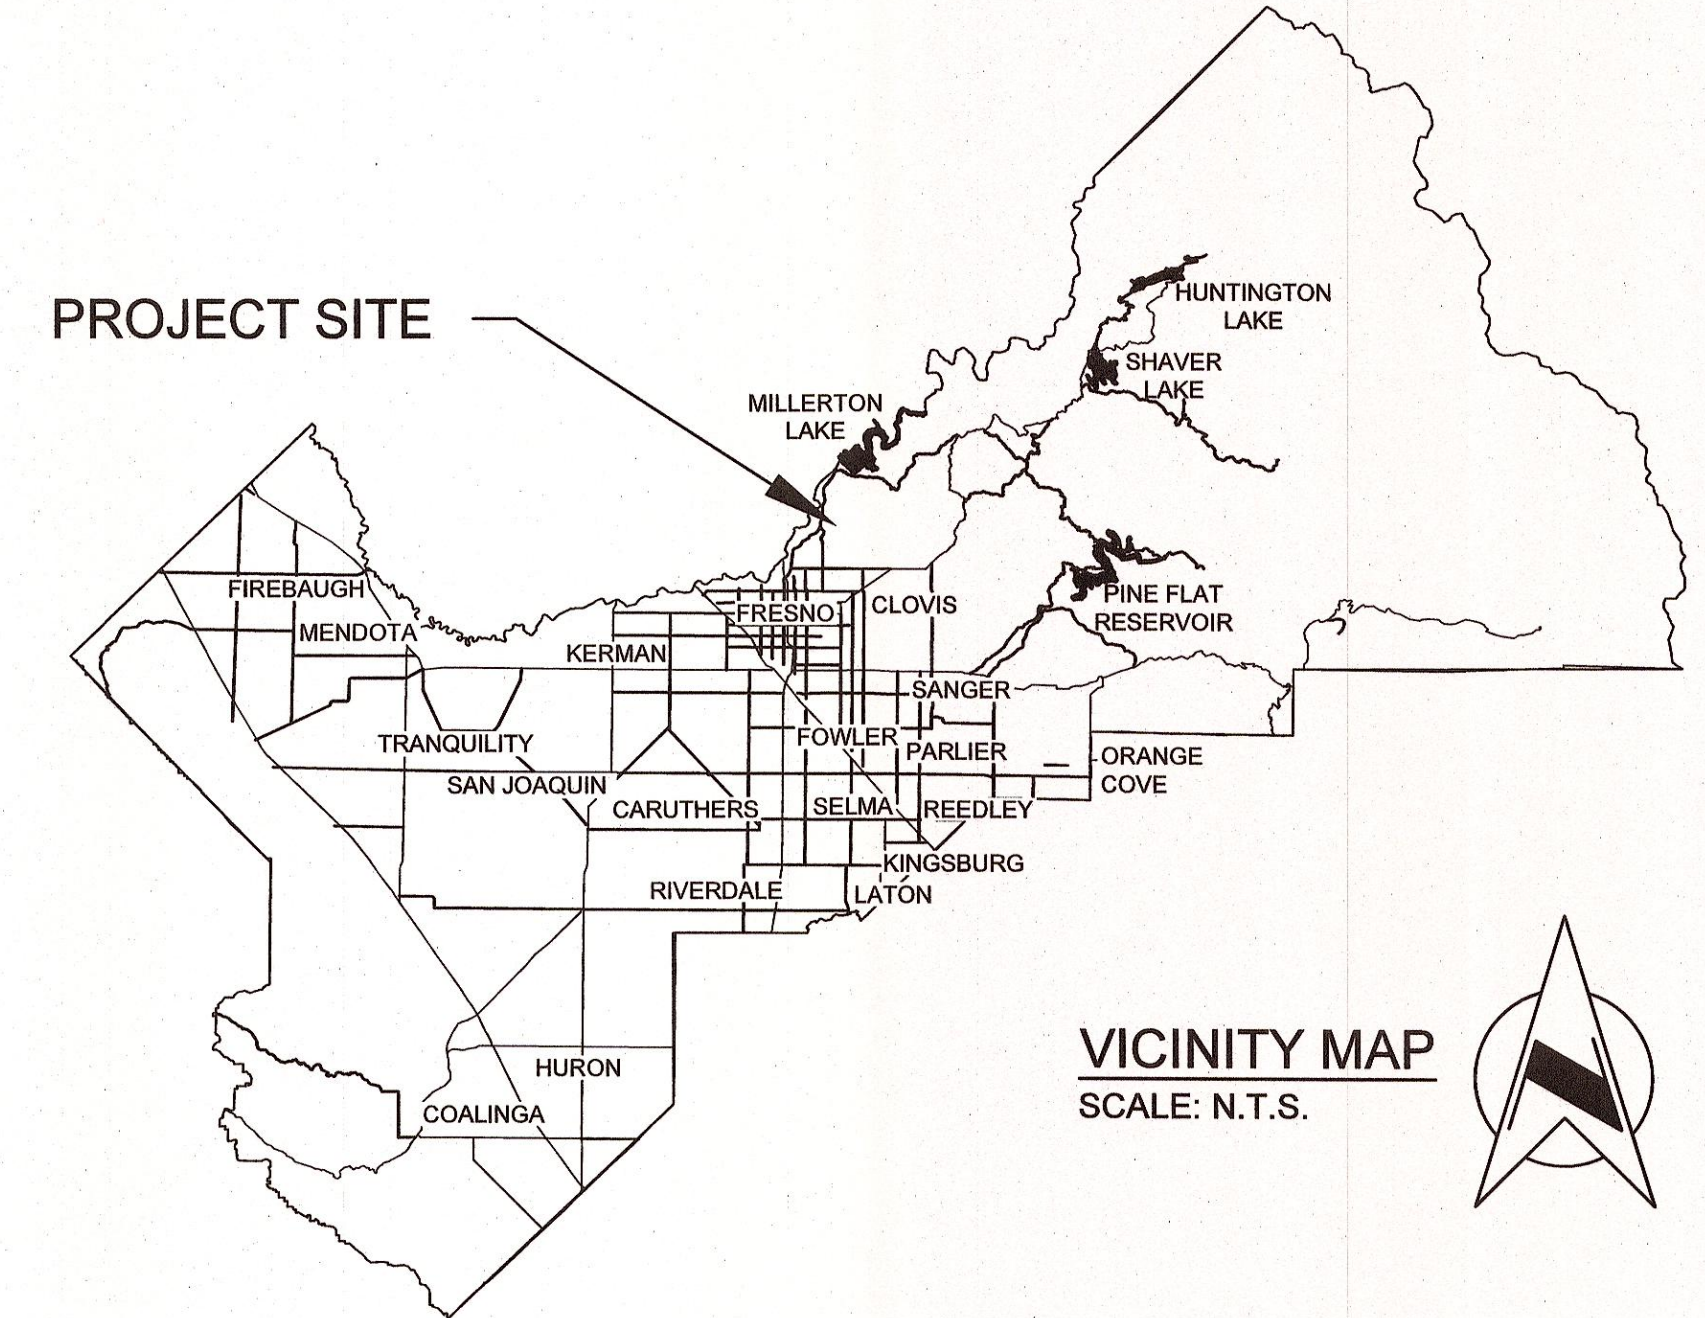 HUNTINGTON
LAKE
PROJECT SITE
SHAVER
LAKE
MILLERTON
LAKE
FIREBAUGH
PINE FLAT
RESERVOIR
CLOVIS
FRESNO
MENDOTA
KERMAN
SANGER
TRANQUILITY
FOWLER
PARLIER
ORANGE
COVE
SAN JOAQUIN
CARUTHERS
SELMA
REEDLEY
KINGSBURG
RIVERDALE
LATON
VICINITY MAP
SCALE: N.T.S.
HURON
COALINGA
N